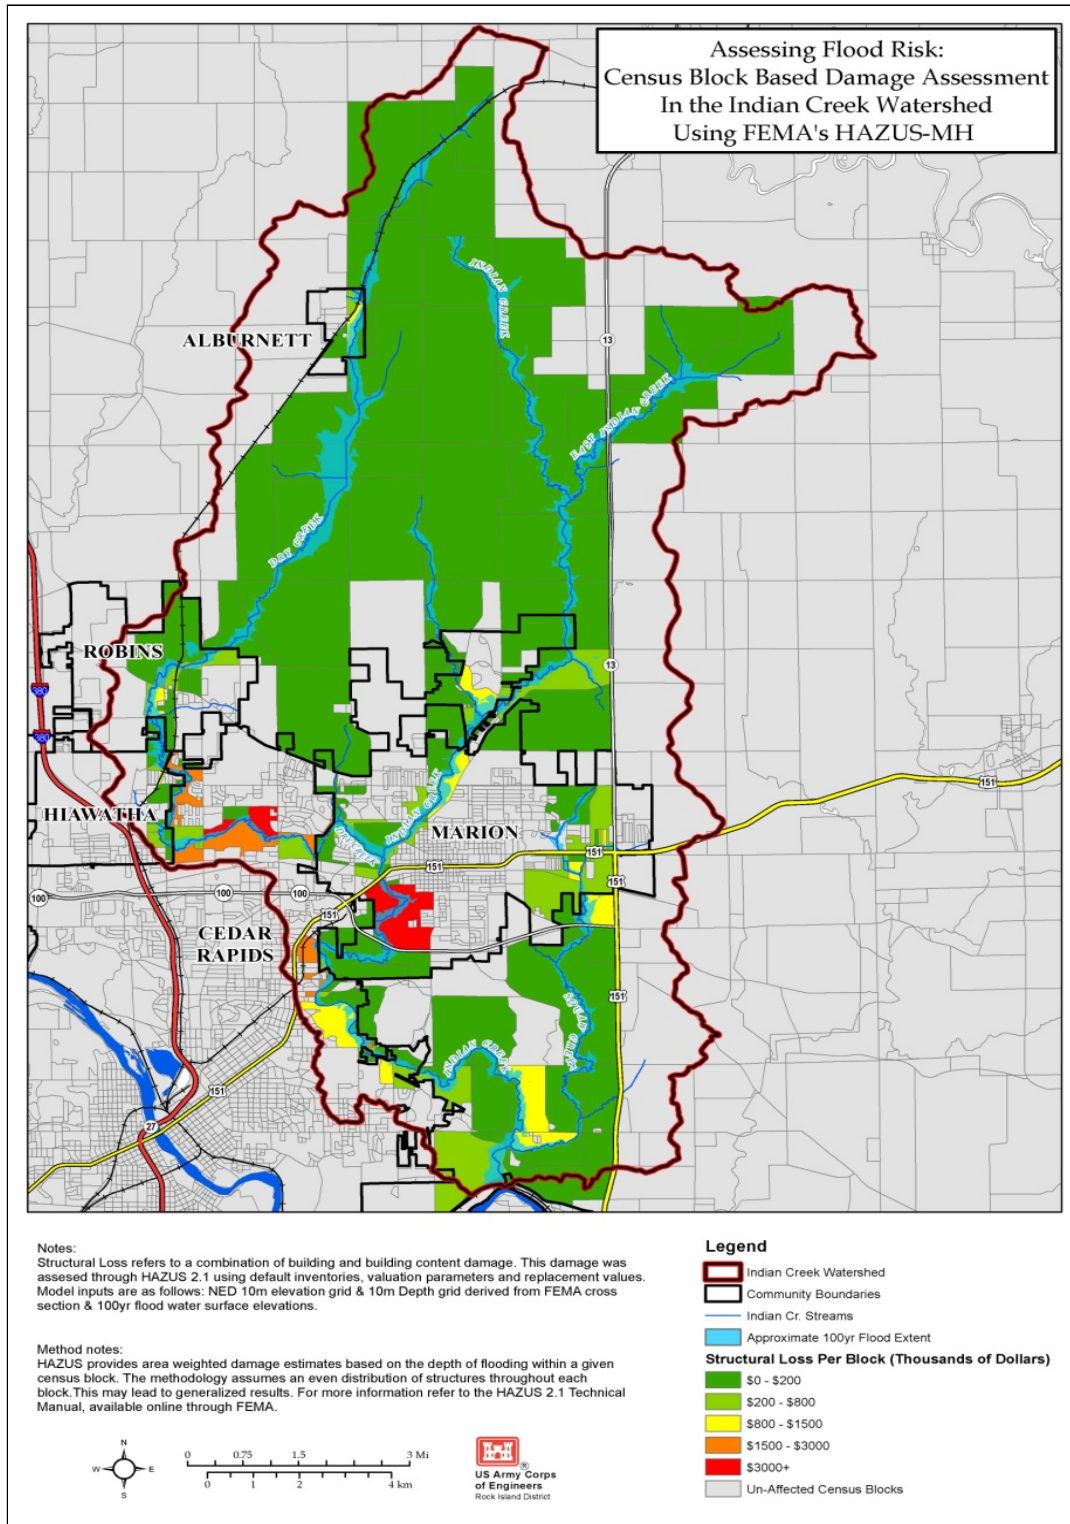 Assessing Flood Risk:
Census Block Based Damage Assessment
In the Indian Creek Watershed
Using FEMA's HAZUS-MH
INDIAN CREEK
ALBURNETT
13
EAST INDIAN CREEK
DRY CREEK
ROBINS
13
380
380
151
INDIAN CREEK
HIAWATHA
MARION
DRY CREEK
151
151
151
100
100
100
151
CEDAR
RAPIDS
151
SQUAW CREEK
INDIAN CREEK
151
27
Notes:
Structural Loss refers to a combination of building and building content damage. This damage was
assesed through HAZUS 2.1 using default inventories, valuation parameters and replacement values.
Model inputs are as follows: NED 10m elevation grid & 10m Depth grid derived from FEMA cross
section & 100yr flood water surface elevations.
Method notes:
HAZUS provides area weighted damage estimates based on the depth of flooding within a given
census block. The methodology assumes an even distribution of structures throughout each
block.This may lead to generalized results. For more information refer to the HAZUS 2.1 Technical
Manual, available online through FEMA.
N
W E
S
0 0.75 1.5 3 Mi
0 1 2 4 km
®
US Army Corps
of Engineers
Rock Island District
Legend
Indian Creek Watershed
Community Boundaries
Indian Cr. Streams
Approximate 100yr Flood Extent
Structural Loss Per Block (Thousands of Dollars)
$0 - $200
$200 - $800
$800 - $1500
$1500 - $3000
$3000+
Un-Affected Census Blocks